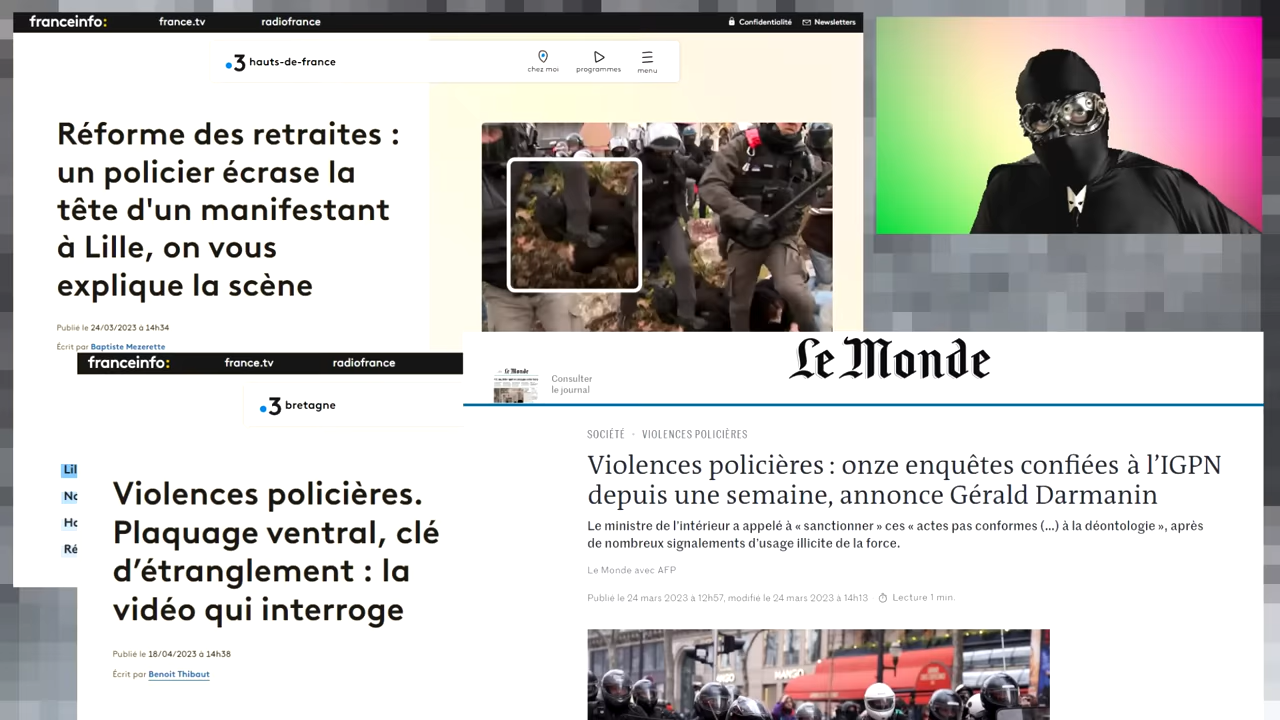 franceinfo:
france.tv
radiofrance
Confidentialité
Newsletters
3 hauts-de-france
chez moi
programmes
menu
Réforme des retraites :
un policier écrase la
tête d'un manifestant
à Lille, on vous
explique la scène
Publié le 24/03/2023 à 14h34
Écrit par Baptiste Mezerette
franceinfo:
france.tv
radiofrance
3 bretagne
Lil
No
Ha
Ré
Violences policières.
Plaquage ventral, clé
d’étranglement : la
vidéo qui interroge
Publié le 18/04/2023 à 14h38
Écrit par Benoit Thibaut
Le Monde
Le Monde
Consulter
le journal
SOCIÉTÉ · VIOLENCES POLICIÈRES
Violences policières : onze enquêtes confiées à l’IGPN
depuis une semaine, annonce Gérald Darmanin
Le ministre de l’intérieur a appelé à « sanctionner » ces « actes pas conformes (…) à la déontologie », après
de nombreux signalements d’usage illicite de la force.
Le Monde avec AFP
Publié le 24 mars 2023 à 12h57, modifié le 24 mars 2023 à 14h13
Lecture 1 min.
MANGO